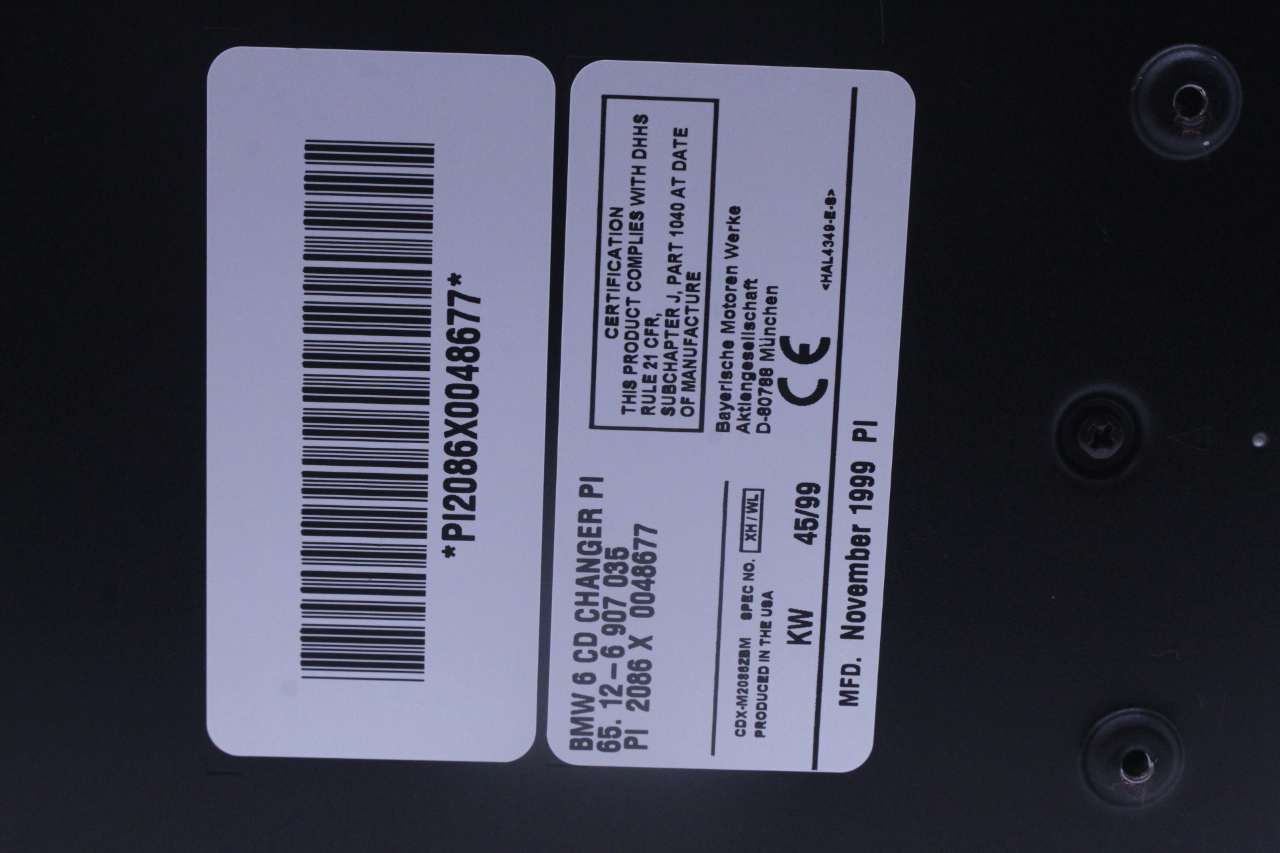 *PI2086X0048677*
BMW 6 CD CHANGER PI
65. 12-6 907 035
PI 2086 X 0048677
CERTIFICATION
THIS PRODUCT COMPLIES WITH DHHS
RULE 21 CFR,
SUBCHAPTER J, PART 1040 AT DATE
OF MANUFACTURE
Bayerische Motoren Werke
Aktiengesellschaft
D-80788 München
CE
CDX-M2086ZBM SPEC NO. XH / WL
PRODUCED IN THE USA
KW 45/99
<HAL4349-E-S>
MFD. November 1999 PI